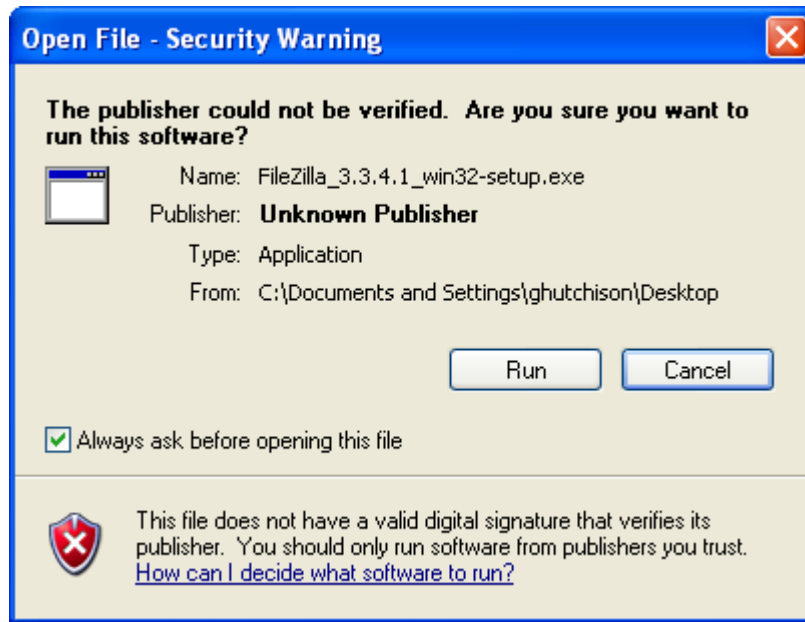 Open File - Security Warning
The publisher could not be verified. Are you sure you want to
run this software?
Name: FileZilla_3.3.4.1_win32-setup.exe
Publisher: Unknown Publisher
Type: Application
From: C:\Documents and Settings\ghutchison\Desktop
Run Cancel
Always ask before opening this file
This file does not have a valid digital signature that verifies its
publisher. You should only run software from publishers you trust.
How can I decide what software to run?